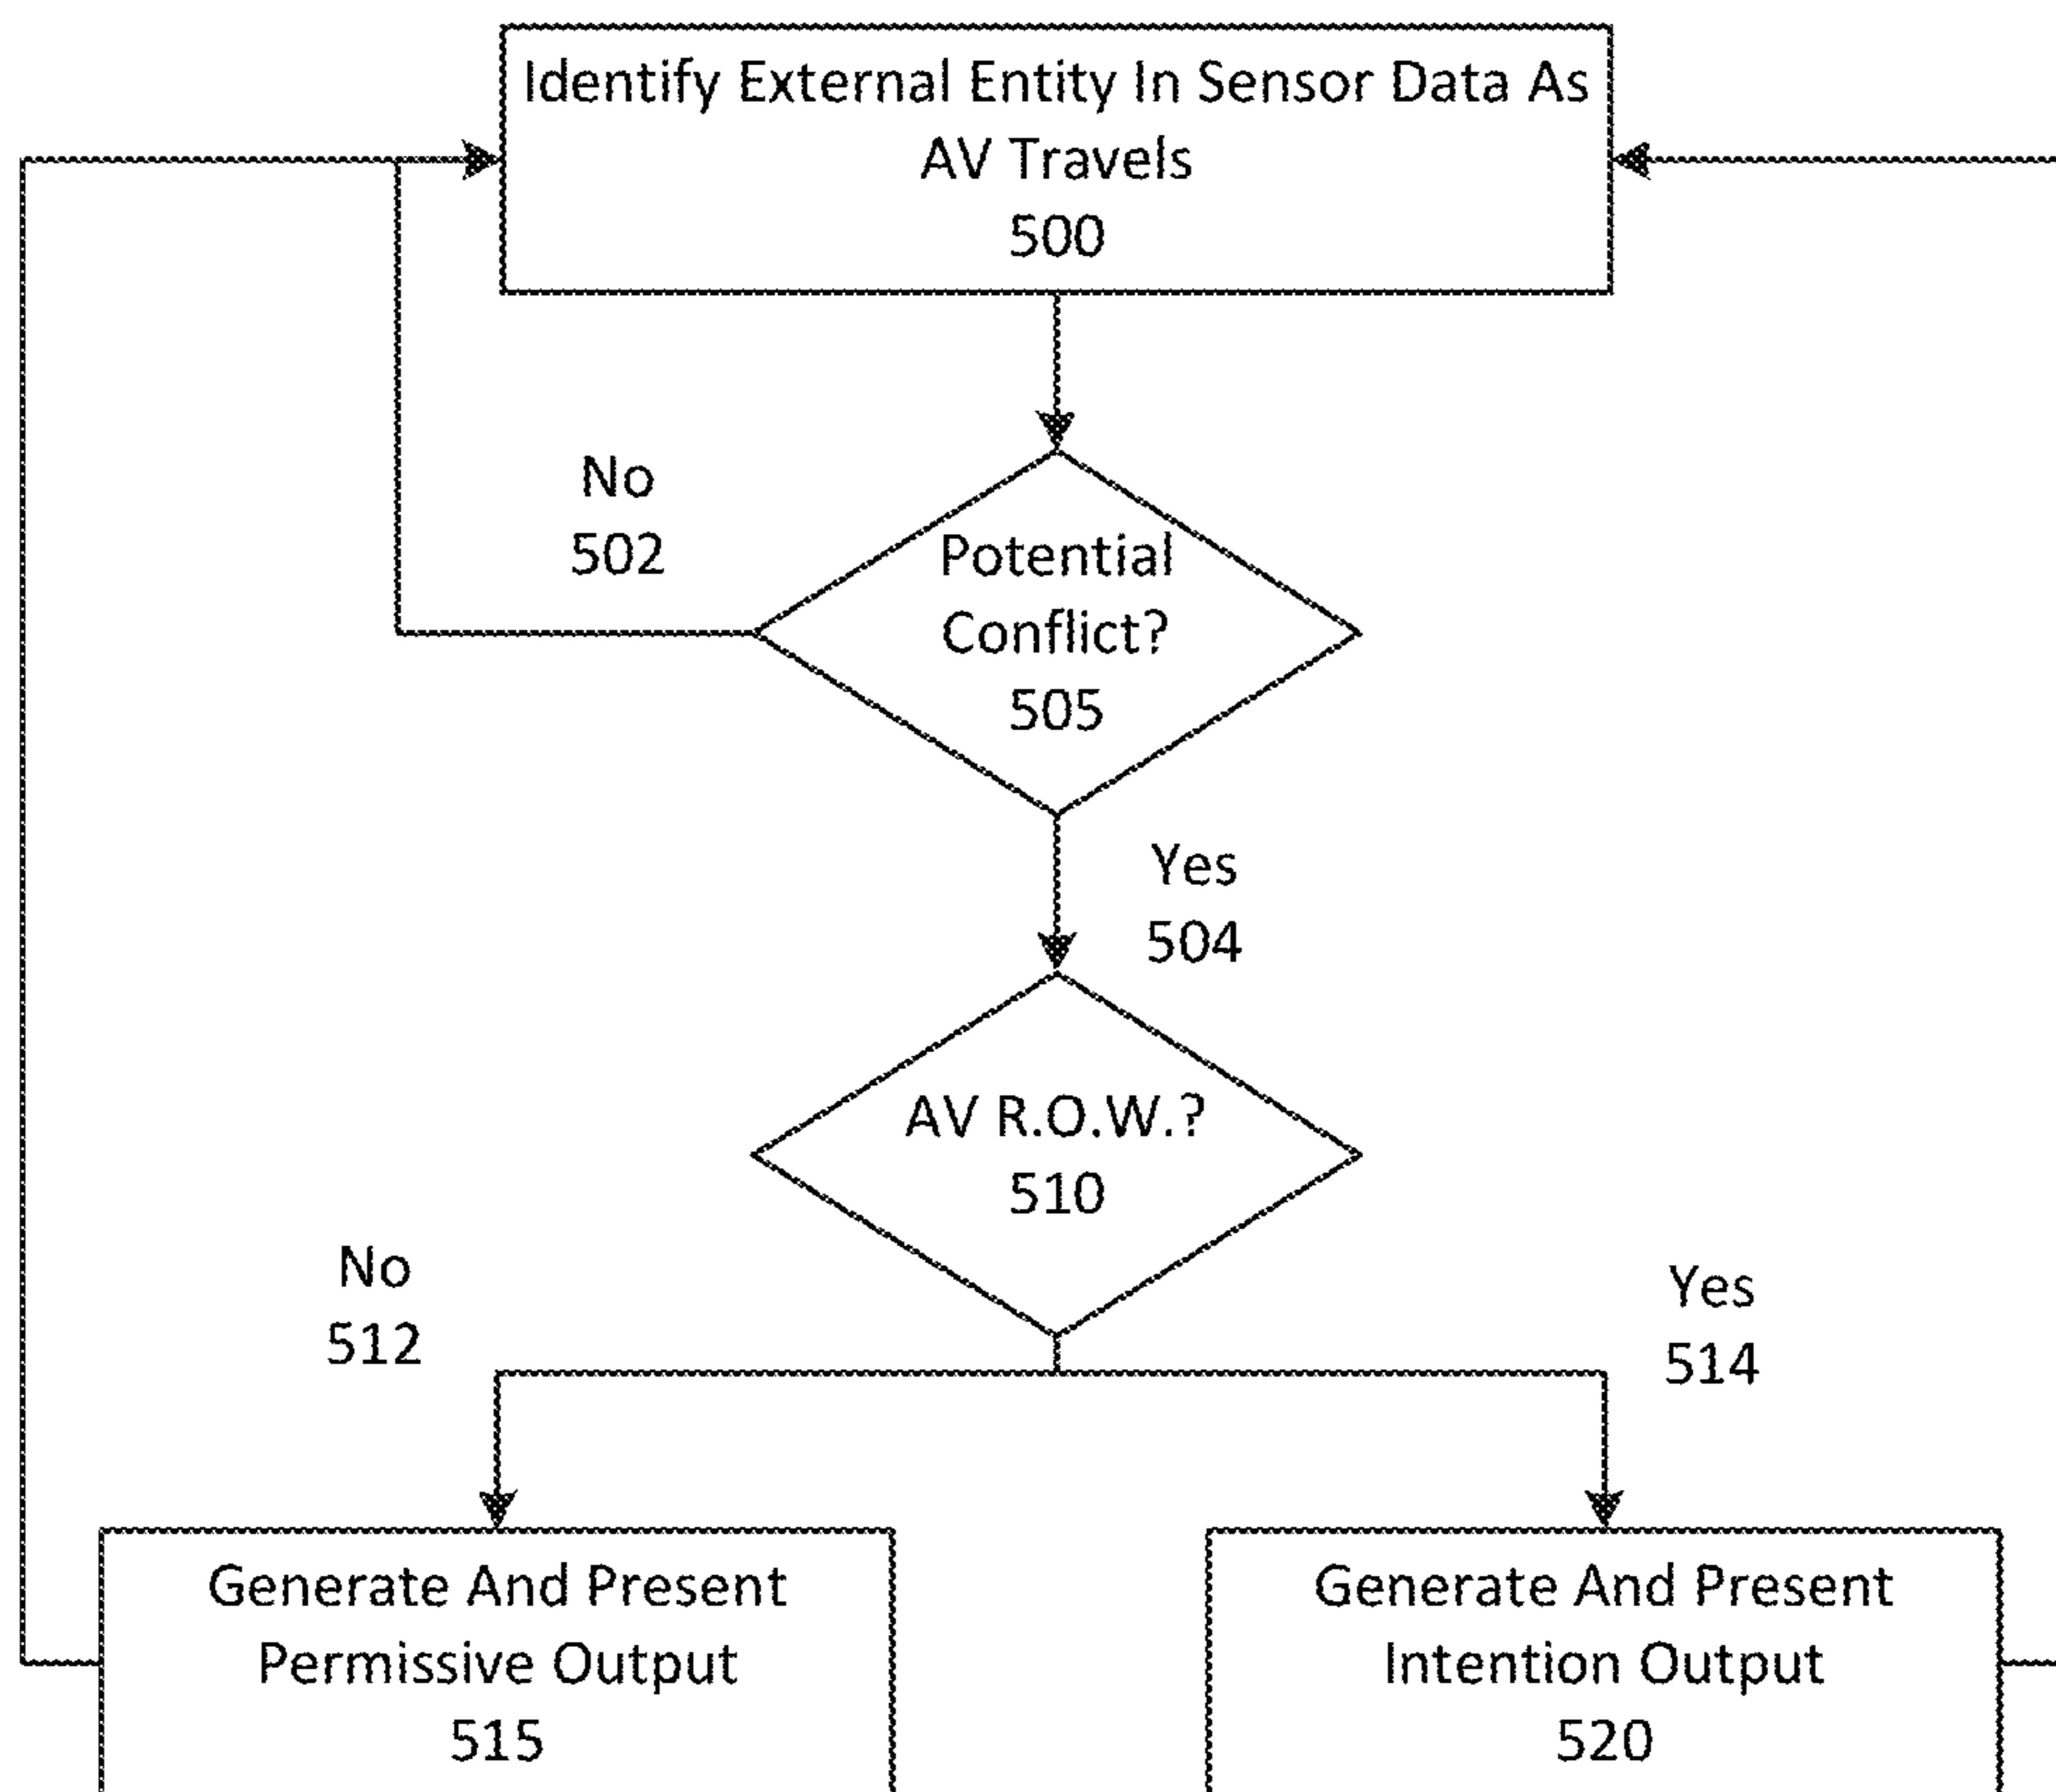 Identify External Entity In Sensor Data As
AV Travels
500
No
502
Potential
Conflict?
505
Yes
504
AV R.O.W.?
510
No
512
Yes
514
Generate And Present
Permissive Output
515
Generate And Present
Intention Output
520